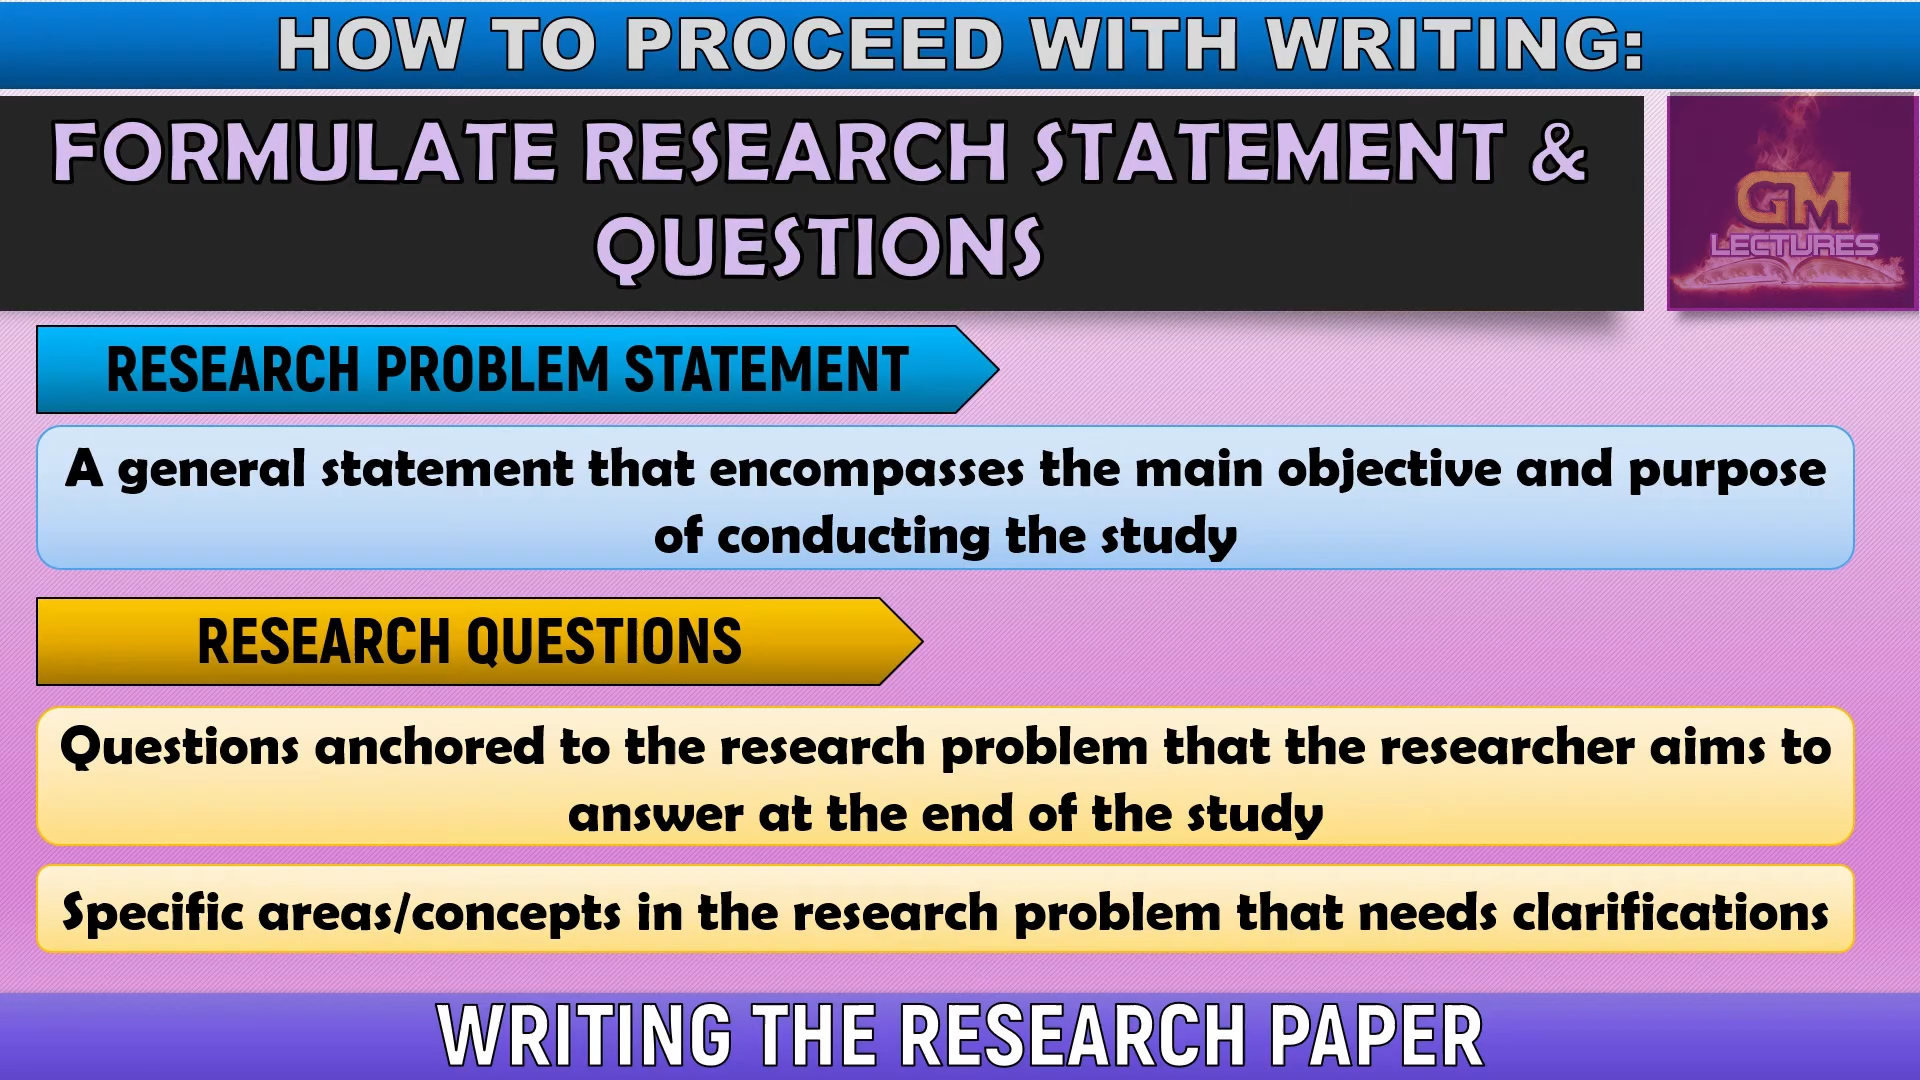 HOW TO PROCEED WITH WRITING:
FORMULATE RESEARCH STATEMENT &
QUESTIONS
GM
LECTURES
RESEARCH PROBLEM STATEMENT
A general statement that encompasses the main objective and purpose
of conducting the study
RESEARCH QUESTIONS
Questions anchored to the research problem that the researcher aims to
answer at the end of the study
Specific areas/concepts in the research problem that needs clarifications
WRITING THE RESEARCH PAPER